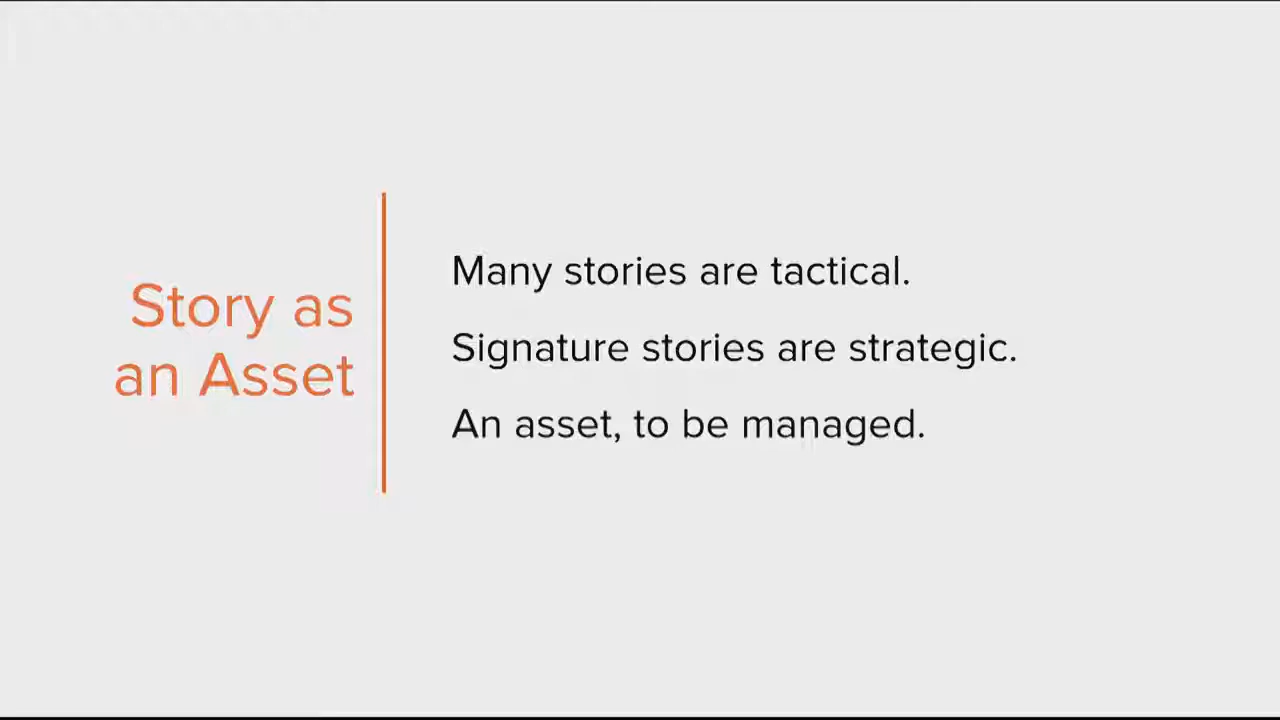 Story as
an Asset
Many stories are tactical.
Signature stories are strategic.
An asset, to be managed.